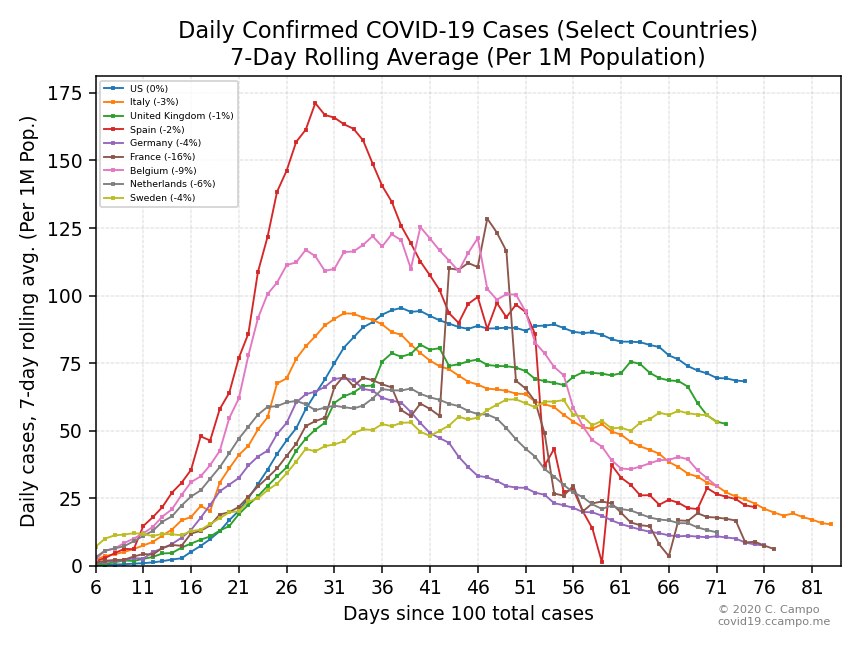 Daily Confirmed COVID-19 Cases (Select Countries)
7-Day Rolling Average (Per 1M Population)
Daily cases, 7-day rolling avg. (Per 1M Pop.)
175
150
125
100
75
50
25
0
US (0%)
Italy (-3%)
United Kingdom (-1%)
Spain (-2%)
Germany (-4%)
France (-16%)
Belgium (-9%)
Netherlands (-6%)
Sweden (-4%)
6 11 16 21 26 31 36 41 46 51 56 61 66 71 76 81
Days since 100 total cases
© 2020 C. Campo
covid19.ccampo.me